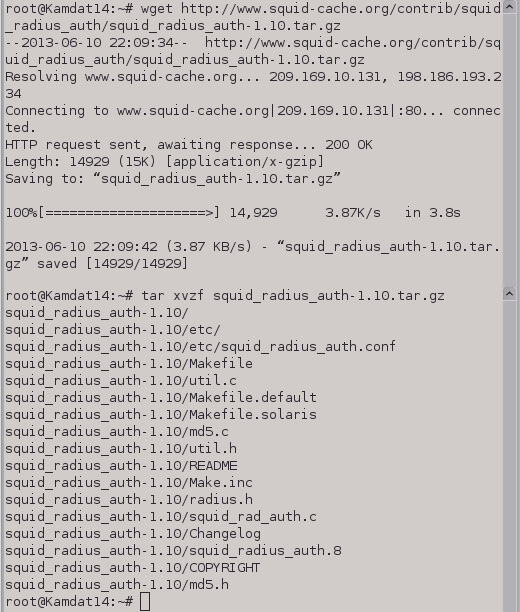 root@Kamdat14:~# wget http://www.squid-cache.org/contrib/squid
_radius_auth/squid_radius_auth-1.10.tar.gz
--2013-06-10 22:09:34--  http://www.squid-cache.org/contrib/sq
uid_radius_auth/squid_radius_auth-1.10.tar.gz
Resolving www.squid-cache.org... 209.169.10.131, 198.186.193.2
34
Connecting to www.squid-cache.org|209.169.10.131|:80... connec
ted.
HTTP request sent, awaiting response... 200 OK
Length: 14929 (15K) [application/x-gzip]
Saving to: “squid_radius_auth-1.10.tar.gz”
100%[====================>] 14,929      3.87K/s   in 3.8s
2013-06-10 22:09:42 (3.87 KB/s) - “squid_radius_auth-1.10.tar.
gz” saved [14929/14929]
root@Kamdat14:~# tar xvzf squid_radius_auth-1.10.tar.gz
squid_radius_auth-1.10/
squid_radius_auth-1.10/etc/
squid_radius_auth-1.10/etc/squid_radius_auth.conf
squid_radius_auth-1.10/Makefile
squid_radius_auth-1.10/util.c
squid_radius_auth-1.10/Makefile.default
squid_radius_auth-1.10/Makefile.solaris
squid_radius_auth-1.10/md5.c
squid_radius_auth-1.10/util.h
squid_radius_auth-1.10/README
squid_radius_auth-1.10/Make.inc
squid_radius_auth-1.10/radius.h
squid_radius_auth-1.10/squid_rad_auth.c
squid_radius_auth-1.10/Changelog
squid_radius_auth-1.10/squid_radius_auth.8
squid_radius_auth-1.10/COPYRIGHT
squid_radius_auth-1.10/md5.h
root@Kamdat14:~#